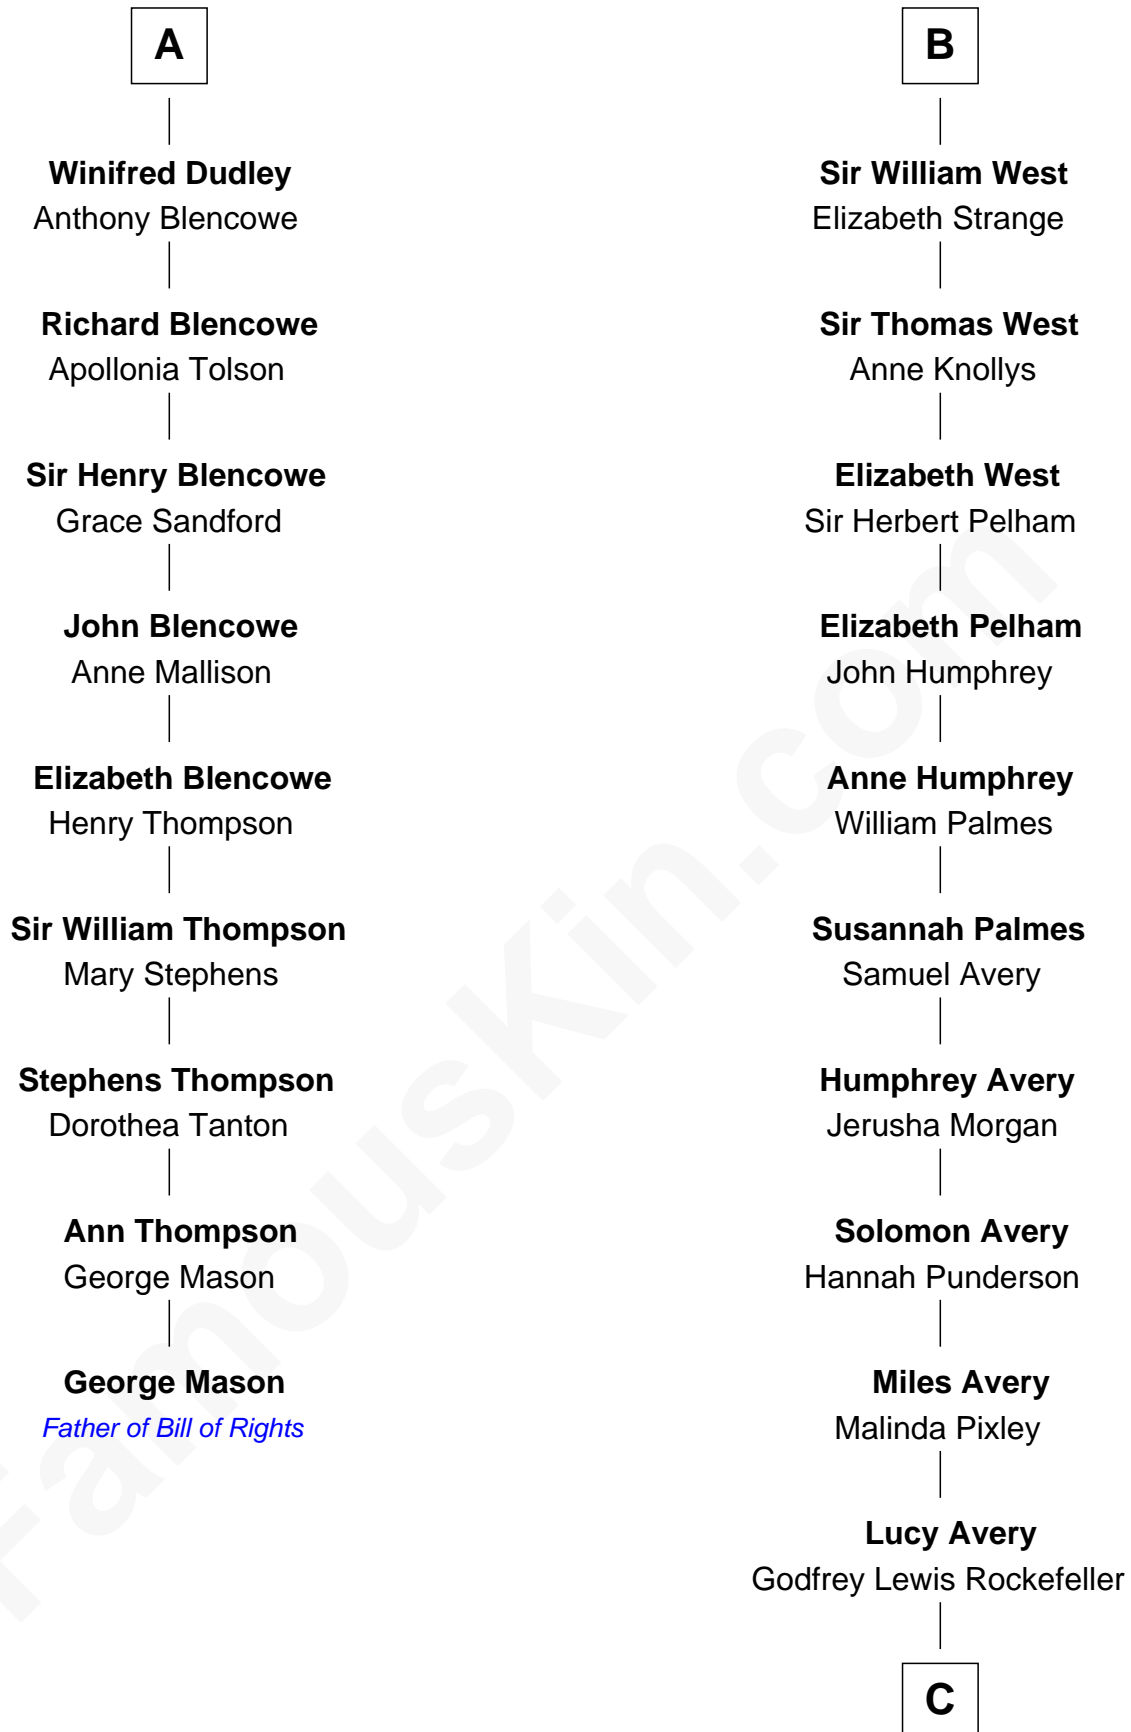 A
Winifred Dudley
Anthony Blencowe
Richard Blencowe
Apollonia Tolson
Sir Henry Blencowe
Grace Sandford
John Blencowe
Anne Mallison
Elizabeth Blencowe
Henry Thompson
Sir William Thompson
Mary Stephens
Stephens Thompson
Dorothea Tanton
Ann Thompson
George Mason
George Mason
Father of Bill of Rights
B
Sir William West
Elizabeth Strange
Sir Thomas West
Anne Knollys
Elizabeth West
Sir Herbert Pelham
Elizabeth Pelham
John Humphrey
Anne Humphrey
William Palmes
Susannah Palmes
Samuel Avery
Humphrey Avery
Jerusha Morgan
Solomon Avery
Hannah Punderson
Miles Avery
Malinda Pixley
Lucy Avery
Godfrey Lewis Rockefeller
C
FamousKin.com